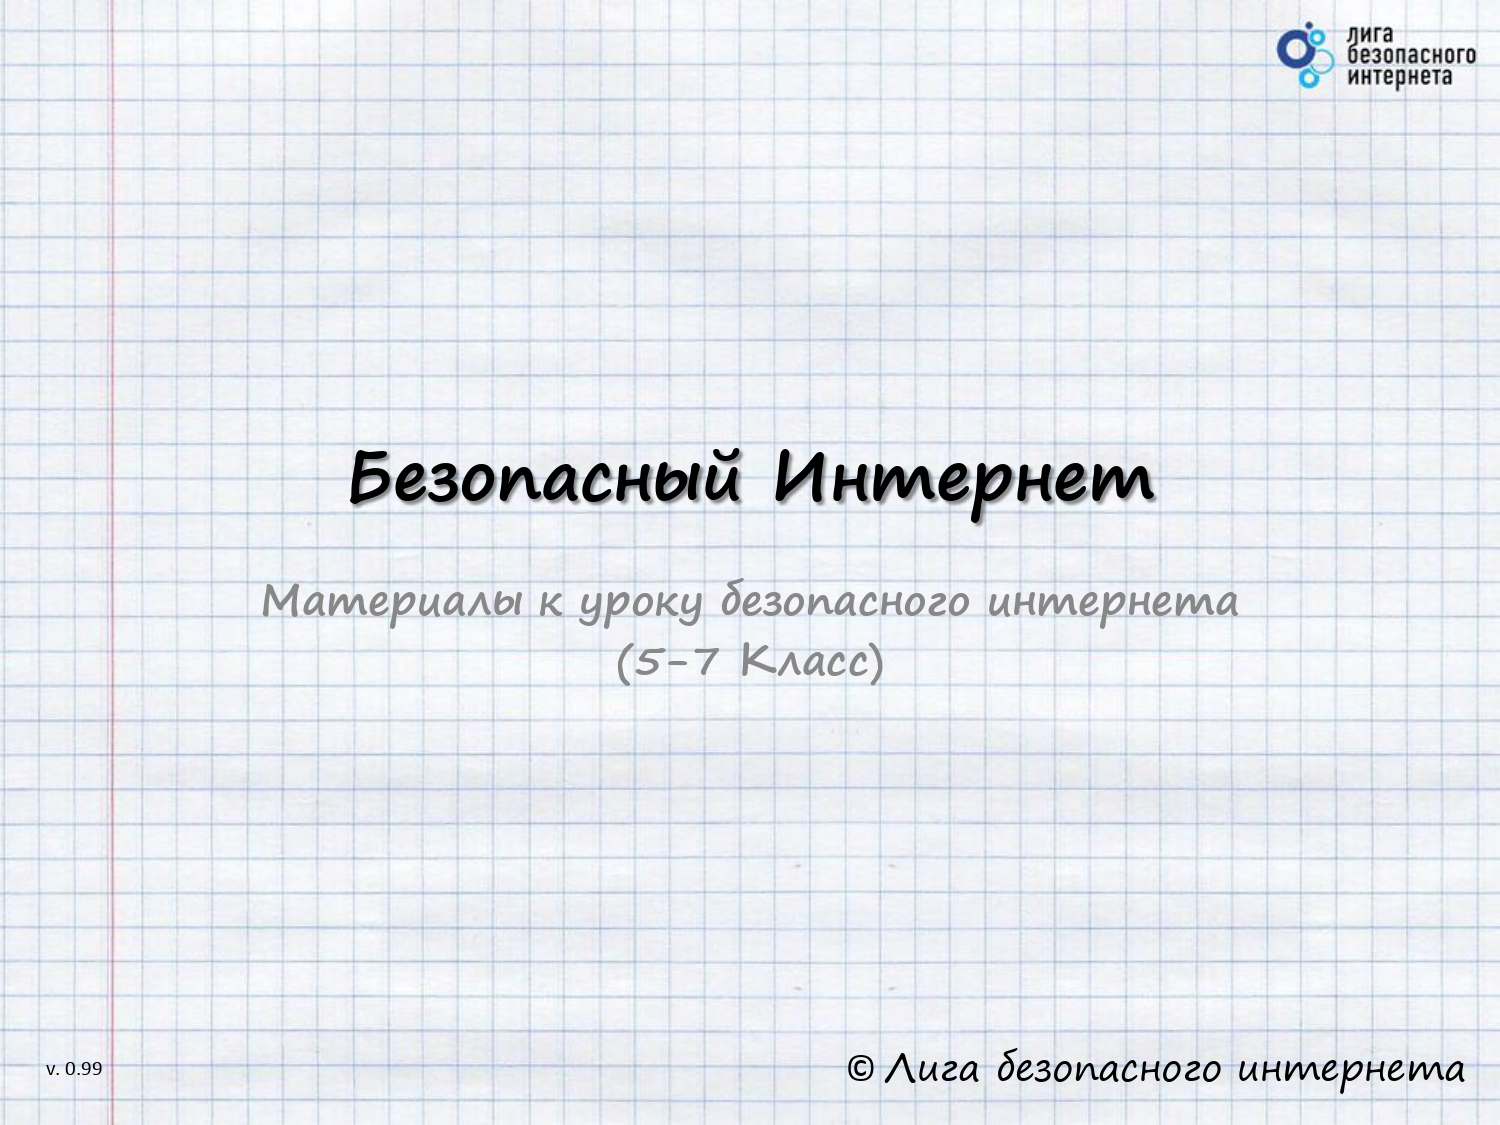 лига
безопасного
интернета
Безопасный Интернет
Материалы к уроку безопасного интернета
(5-7 Класс)
v. 0.99
© Лига безопасного интернета